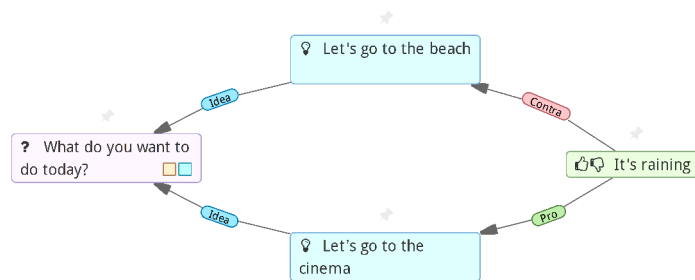 Let's go to the beach
Idea
Contra
? What do you want to
do today?
It's raining
Idea
Pro
Let's go to the
cinema